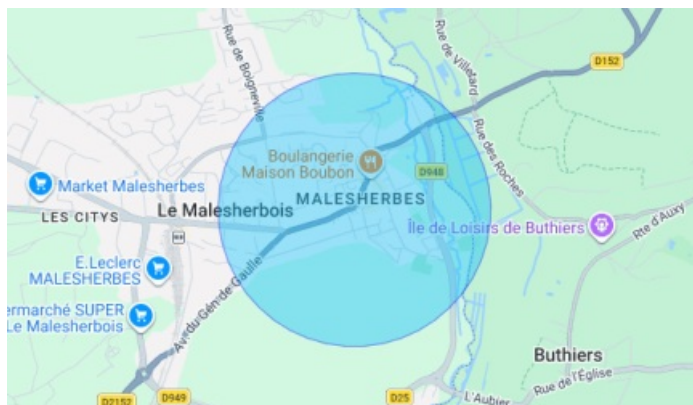 Rue de Boigneville
Rue de Villetard
D152
Rue des Roches
Boulangerie
Maison Boubon
D948
Market Malesherbes
MALESHERBES
LES CITYS
Le Malesherbois
Île de Loisirs de Buthiers
Rte d'Auxy
E.Leclerc
MALESHERBES
Av. du Gén de Gaulle
ermarché SUPER
Le Malesherbois
Buthiers
Rue de l'Église
D2152
D949
D25
L'Aubier